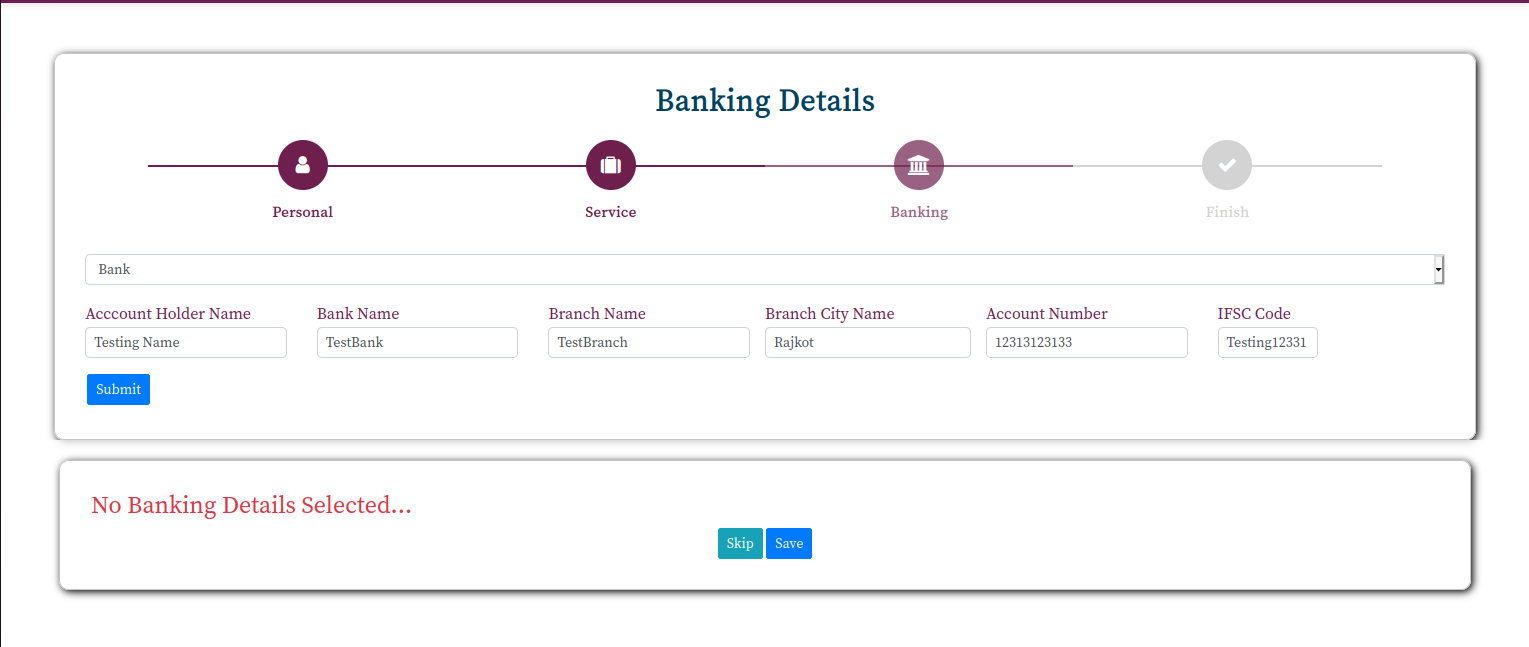 Banking Details
Personal Service Banking Finish
Bank
Acccount Holder Name Bank Name Branch Name Branch City Name Account Number IFSC Code
Testing Name TestBank TestBranch Rajkot 12313123133 Testing12331
Submit
No Banking Details Selected...
Skip Save